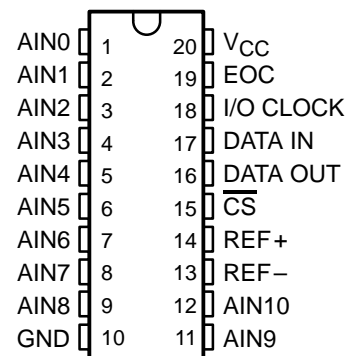 AIN0 1 20 VCC
AIN1 2 19 EOC
AIN2 3 18 I/O CLOCK
AIN3 4 17 DATA IN
AIN4 5 16 DATA OUT
AIN5 6 15 C̅S̅
AIN6 7 14 REF+
AIN7 8 13 REF–
AIN8 9 12 AIN10
GND 10 11 AIN9